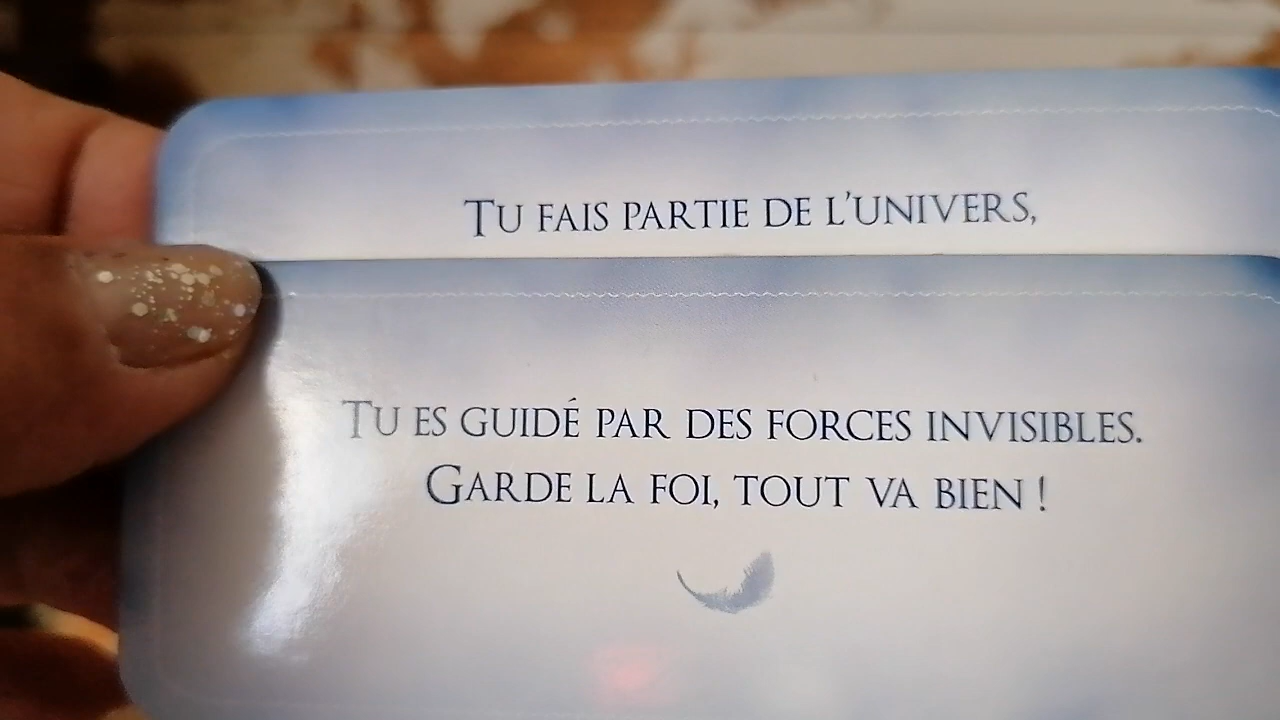 Tu fais partie de l'univers,
Tu es guidé par des forces invisibles.
Garde la foi, tout va bien !